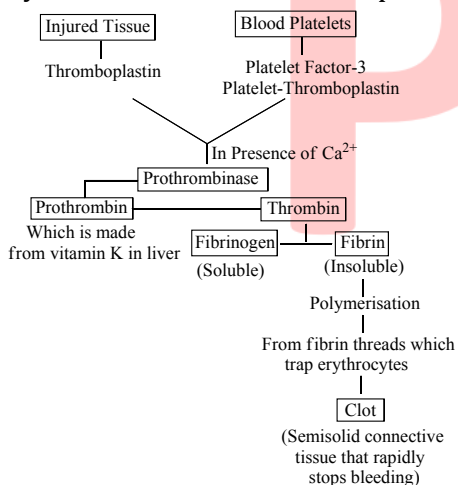 Injured Tissue
Blood Platelets
Thromboplastin
Platelet Factor-3
Platelet-Thromboplastin
In Presence of Ca²⁺
Prothrombinase
Prothrombin
Thrombin
Which is made
from vitamin K in liver
Fibrinogen
Fibrin
(Soluble)
(Insoluble)
Polymerisation
From fibrin threads which
trap erythrocytes
Clot
(Semisolid connective
tissue that rapidly
stops bleeding)